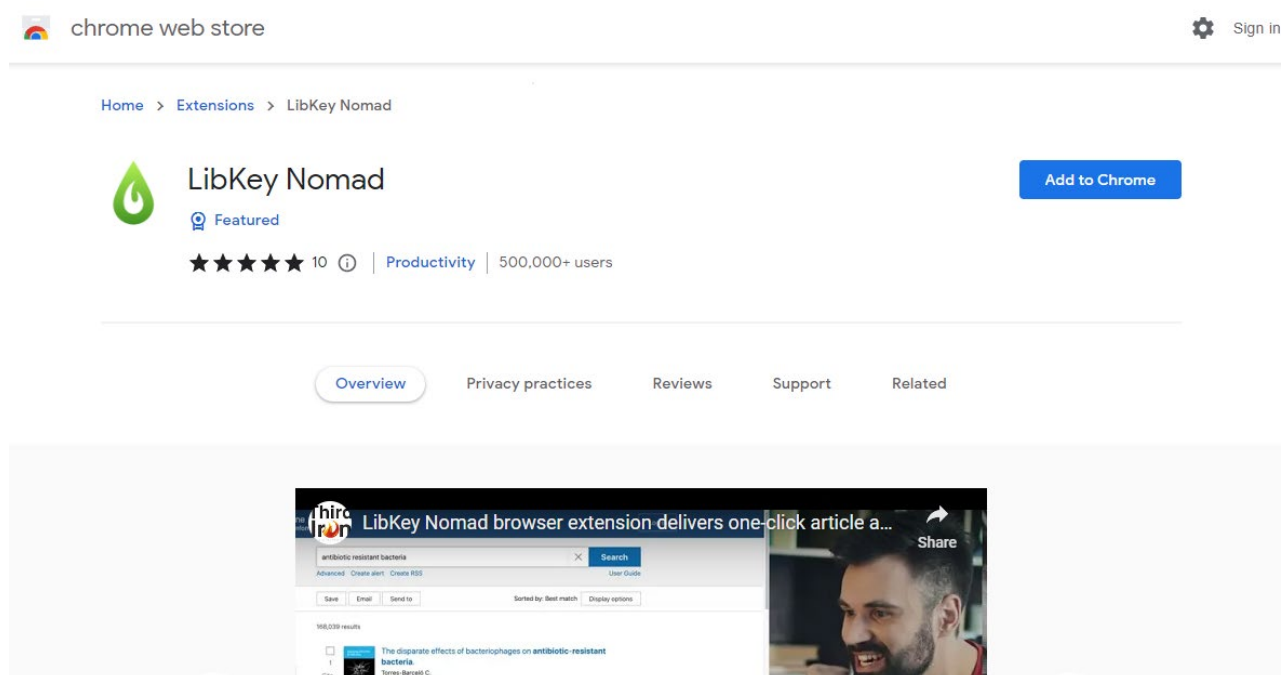 chrome web store
Sign in
Home > Extensions > LibKey Nomad
LibKey Nomad
Add to Chrome
Featured
10 | Productivity | 500,000+ users
Overview
Privacy practices
Reviews
Support
Related
Third Iron
LibKey Nomad browser extension delivers one-click article a...
Share
antibiotic resistant bacteria
Search
Advanced Create alert Create RSS
User Guide
Save
Email
Send to
Sorted by: Best match
Display options
168,039 results
The disparate effects of bacteriophages on antibiotic-resistant
bacteria.
1
Torres-Barceló C.